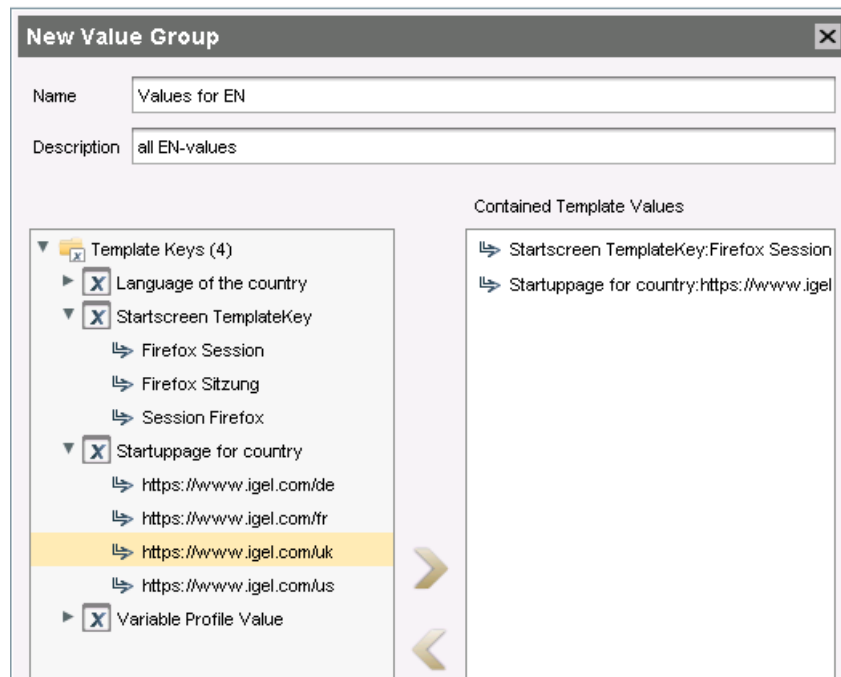 New Value Group
Name
Values for EN
Description
all EN-values
Contained Template Values
Template Keys (4)
Language of the country
Startscreen TemplateKey
Firefox Session
Firefox Sitzung
Session Firefox
Startuppage for country
https://www.igel.com/de
https://www.igel.com/fr
https://www.igel.com/uk
https://www.igel.com/us
Variable Profile Value
Startscreen TemplateKey:Firefox Session
Startuppage for country:https://www.igel